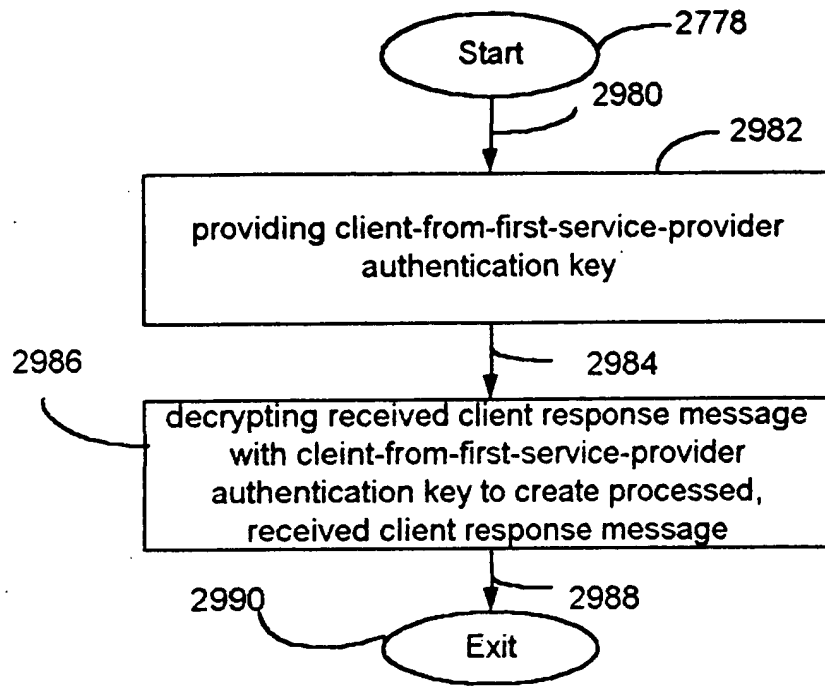 Start
2778
2980
2982
providing client-from-first-service-provider
authentication key
2984
2986
decrypting received client response message
with cleint-from-first-service-provider
authentication key to create processed,
received client response message
2988
2990
Exit